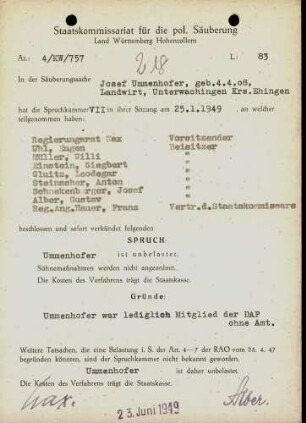 Staatskommissariat für die pol. Säuberung
Land Württemberg Hohenzollern
Az.: 4/KW/757
218
L: 83
In der Säuberungssache
Josef Ummenhofer, geb.4.4.08,
Landwirt, Unterwachingen Krs.Ehingen
hat die Spruchkammer VII in ihrer Sitzung am 25.1.1949, an welcher
teilgenommen haben:
Regierungsrat Max Vorsitzender
Uhl, Eugen Beisitzer
Müller, Willi "
Einstein, Siegbert "
Gluitz, Loodegar "
Steinacher, Anton "
Schnekenburger, Josef "
Alber, Gustav "
Reg.Ang.Hauer, Franz Vertr.d.Staatskommissars
beschlossen und sofort verkündet folgenden
SPRUCH:
Ummenhofer ist unbelastet.
Sühnemaßnahmen werden nicht angeordnet.
Die Kosten des Verfahrens trägt die Staatskasse.
Gründe:
Ummenhofer war lediglich Mitglied der DAF
ohne Amt.
Weitere Tatsachen, die eine Belastung i. S. der Art. 4—7 der RAO vom 22. 4. 47
begründen könnten, sind der Spruchkammer nicht bekannt geworden.
Ummenhofer ist daher unbelastet.
Die Kosten des Verfahrens trägt die Staatskasse.
23. Juni 1949
Alber.